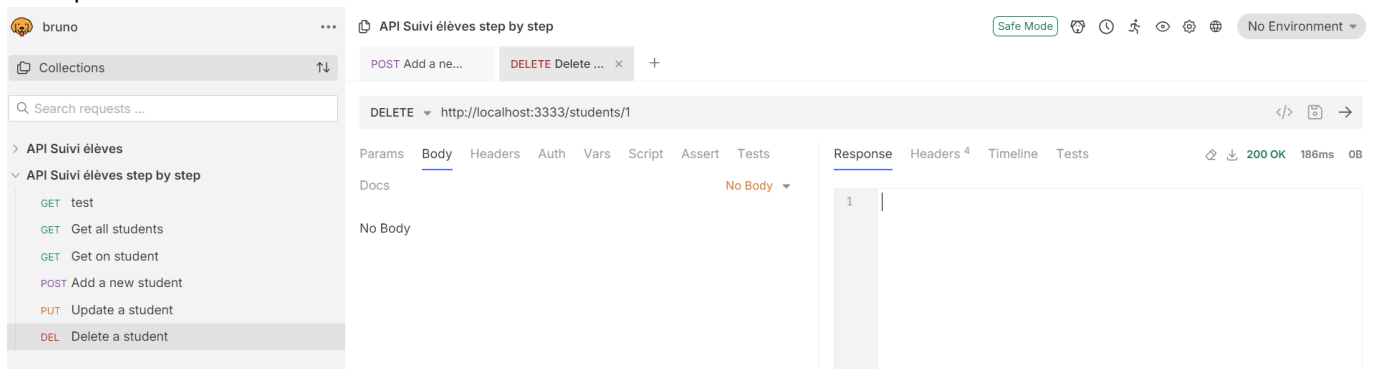 bruno
···
API Suivi élèves step by step
Safe Mode
No Environment
Collections
POST Add a ne...
DELETE Delete ...
×
+
Search requests ...
DELETE
http://localhost:3333/students/1
</>
API Suivi élèves
API Suivi élèves step by step
GET test
GET Get all students
GET Get on student
POST Add a new student
PUT Update a student
DEL Delete a student
Params Body Headers Auth Vars Script Assert Tests
Docs
No Body
No Body
Response Headers 4 Timeline Tests
200 OK 186ms 0B
1